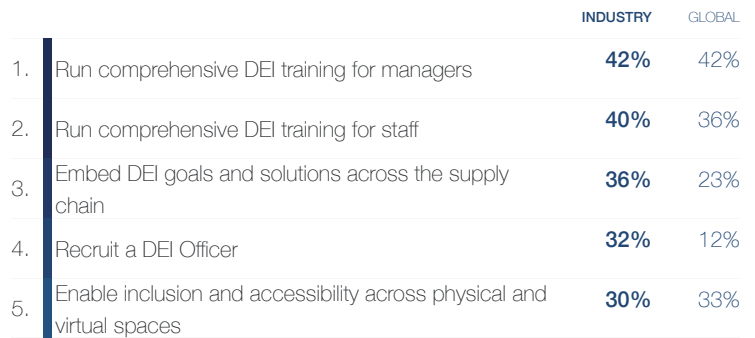 INDUSTRY GLOBAL
1. Run comprehensive DEI training for managers 42% 42%
2. Run comprehensive DEI training for staff 40% 36%
3. Embed DEI goals and solutions across the supply
chain 36% 23%
4. Recruit a DEI Officer 32% 12%
5. Enable inclusion and accessibility across physical and
virtual spaces 30% 33%